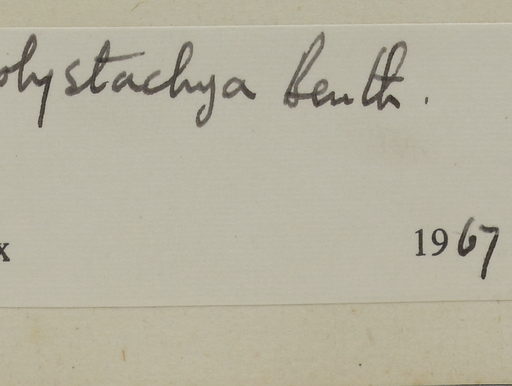 olystachya Benth.
x 1967